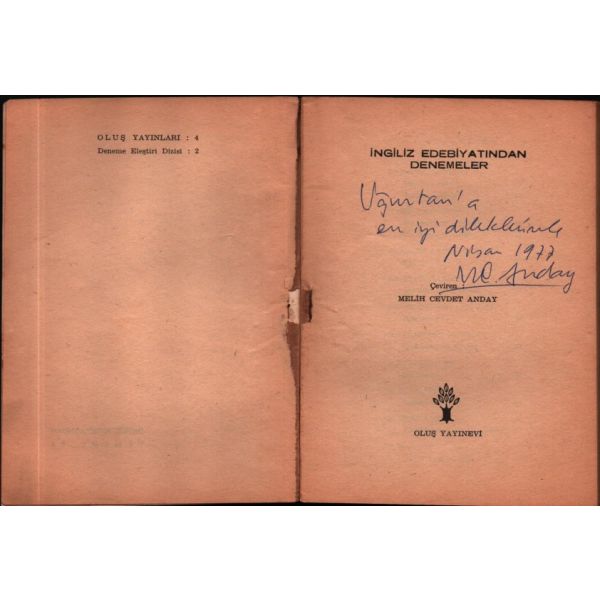 OLUŞ YAYINLARI : 4
Deneme Eleştiri Dizisi : 2
İNGİLİZ EDEBİYATINDAN
DENEMELER
Uğurtan'a
en iyi dileklerimle
Nisan 1977
M.C. Anday
Çeviren
MELİH CEVDET ANDAY
OLUŞ YAYINEVİ